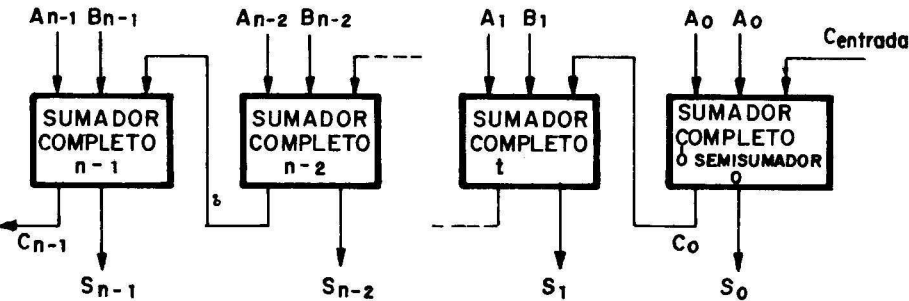 An-1 Bn-1
An-2 Bn-2
A1 B1
A0 A0
Centrada
SUMADOR
COMPLETO
n-1
SUMADOR
COMPLETO
n-2
SUMADOR
COMPLETO
t
SUMADOR
COMPLETO
Ó SEMISUMADOR
0
Cn-1
C0
Sn-1
Sn-2
S1
S0